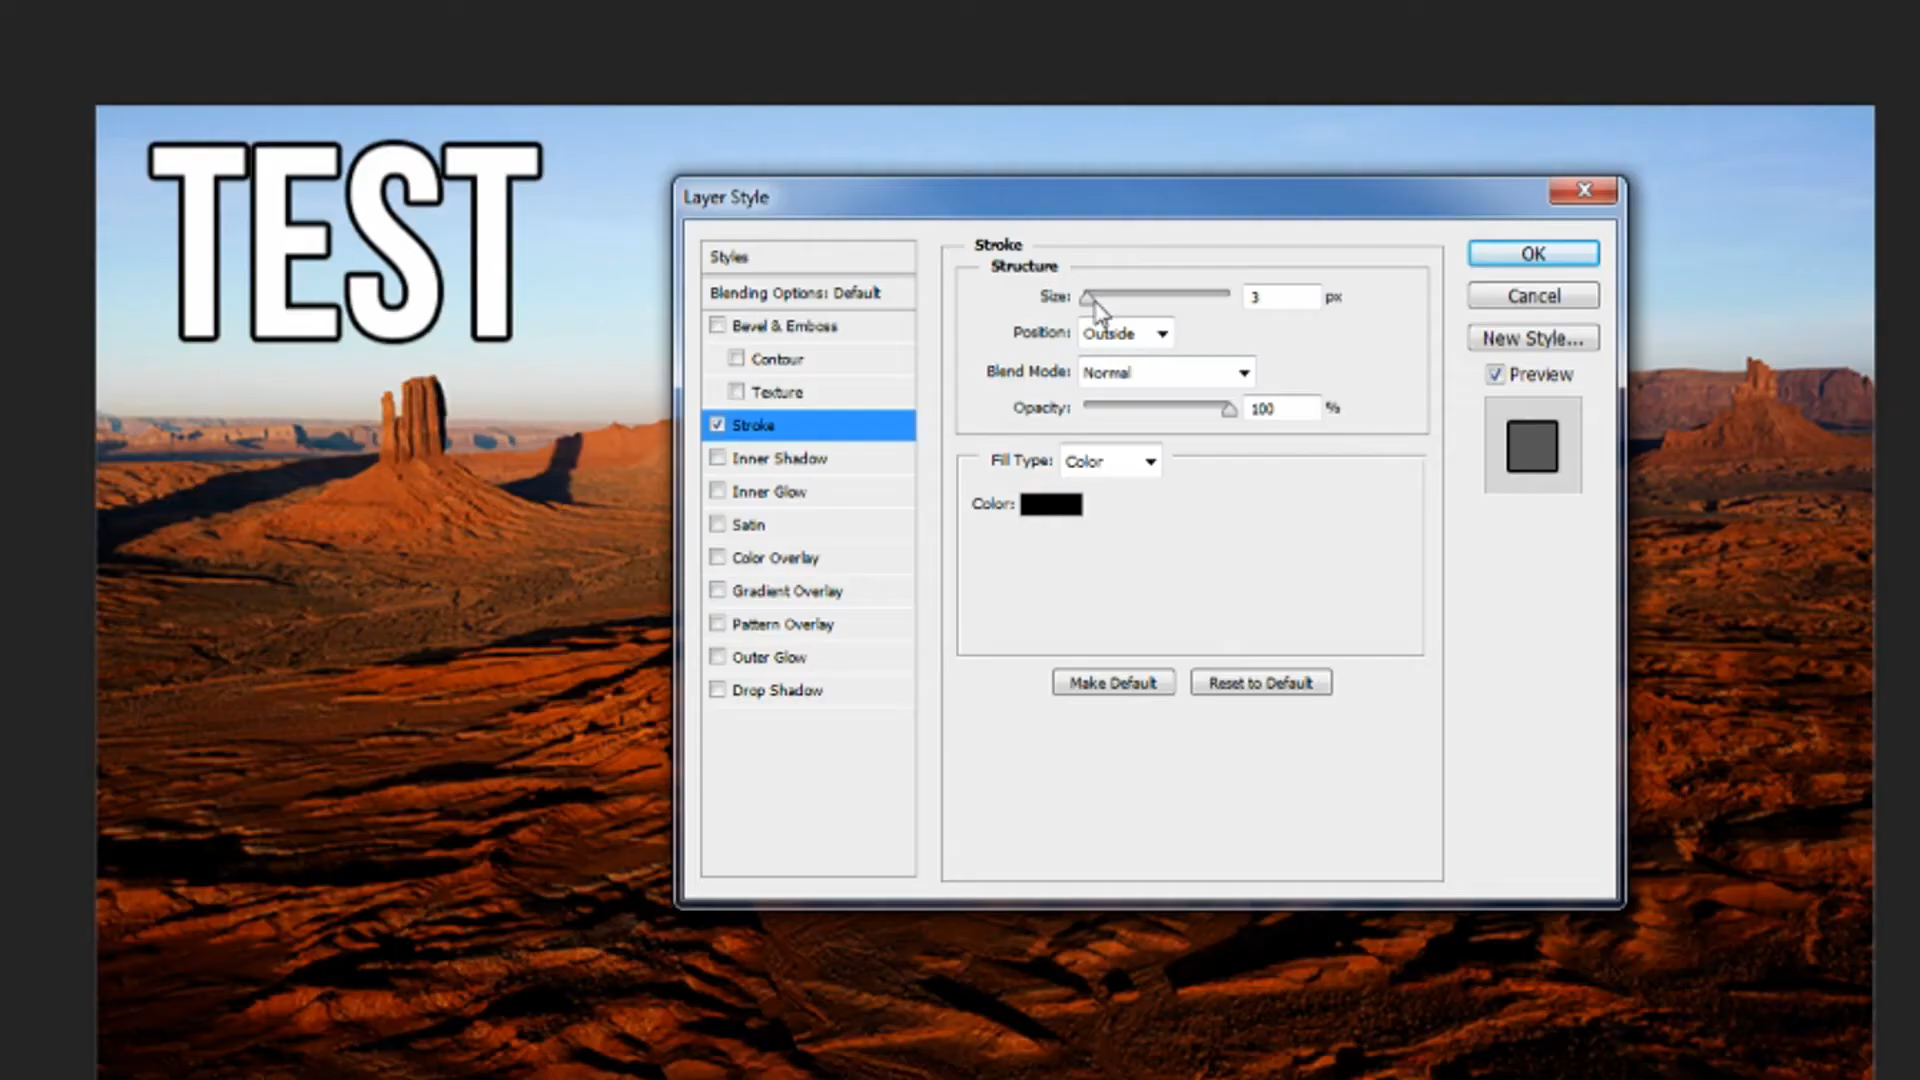 TEST
Layer Style
Styles
Blending Options: Default
Bevel & Emboss
Contour
Texture
Stroke
Inner Shadow
Inner Glow
Satin
Color Overlay
Gradient Overlay
Pattern Overlay
Outer Glow
Drop Shadow
Stroke
Structure
Size: 3 px
Position: Outside
Blend Mode: Normal
Opacity: 100 %
Fill Type: Color
Color:
Make Default Reset to Default
OK
Cancel
New Style...
Preview